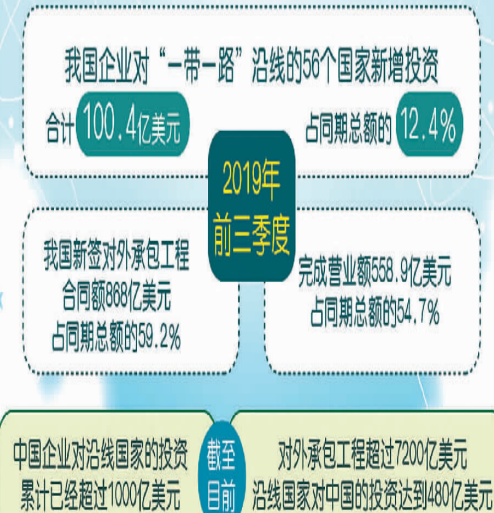 我国企业对“一带一路”沿线的56个国家新增投资
合计100.4亿美元
占同期总额的12.4%
2019年
前三季度
我国新签对外承包工程
合同额868亿美元
占同期总额的59.2%
完成营业额558.9亿美元
占同期总额的54.7%
截至
目前
中国企业对沿线国家的投资
累计已经超过1000亿美元
对外承包工程超过7200亿美元
沿线国家对中国的投资达到480亿美元